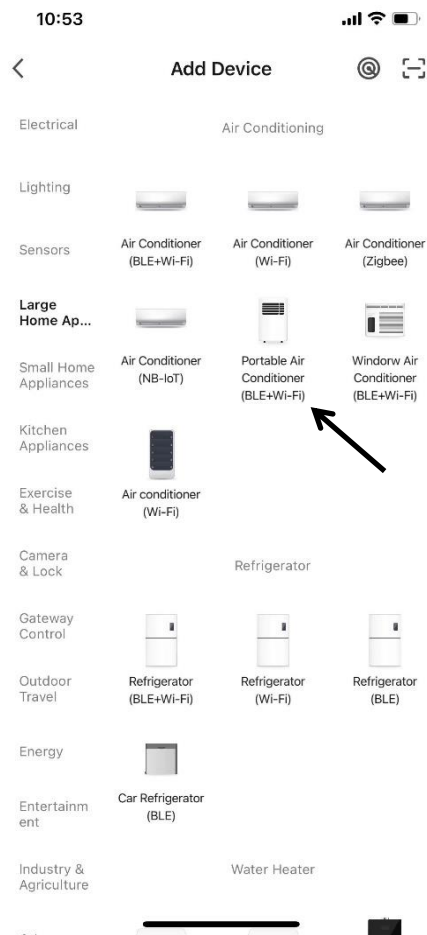 10:53
Add Device
Electrical
Lighting
Sensors
Large
Home Ap...
Small Home
Appliances
Kitchen
Appliances
Exercise
& Health
Camera
& Lock
Gateway
Control
Outdoor
Travel
Energy
Entertainm
ent
Industry &
Agriculture
Air Conditioning
Air Conditioner
(BLE+Wi-Fi)
Air Conditioner
(Wi-Fi)
Air Conditioner
(Zigbee)
Air Conditioner
(NB-IoT)
Portable Air
Conditioner
(BLE+Wi-Fi)
Windorw Air
Conditioner
(BLE+Wi-Fi)
Air conditioner
(Wi-Fi)
Refrigerator
Refrigerator
(BLE+Wi-Fi)
Refrigerator
(Wi-Fi)
Refrigerator
(BLE)
Car Refrigerator
(BLE)
Water Heater